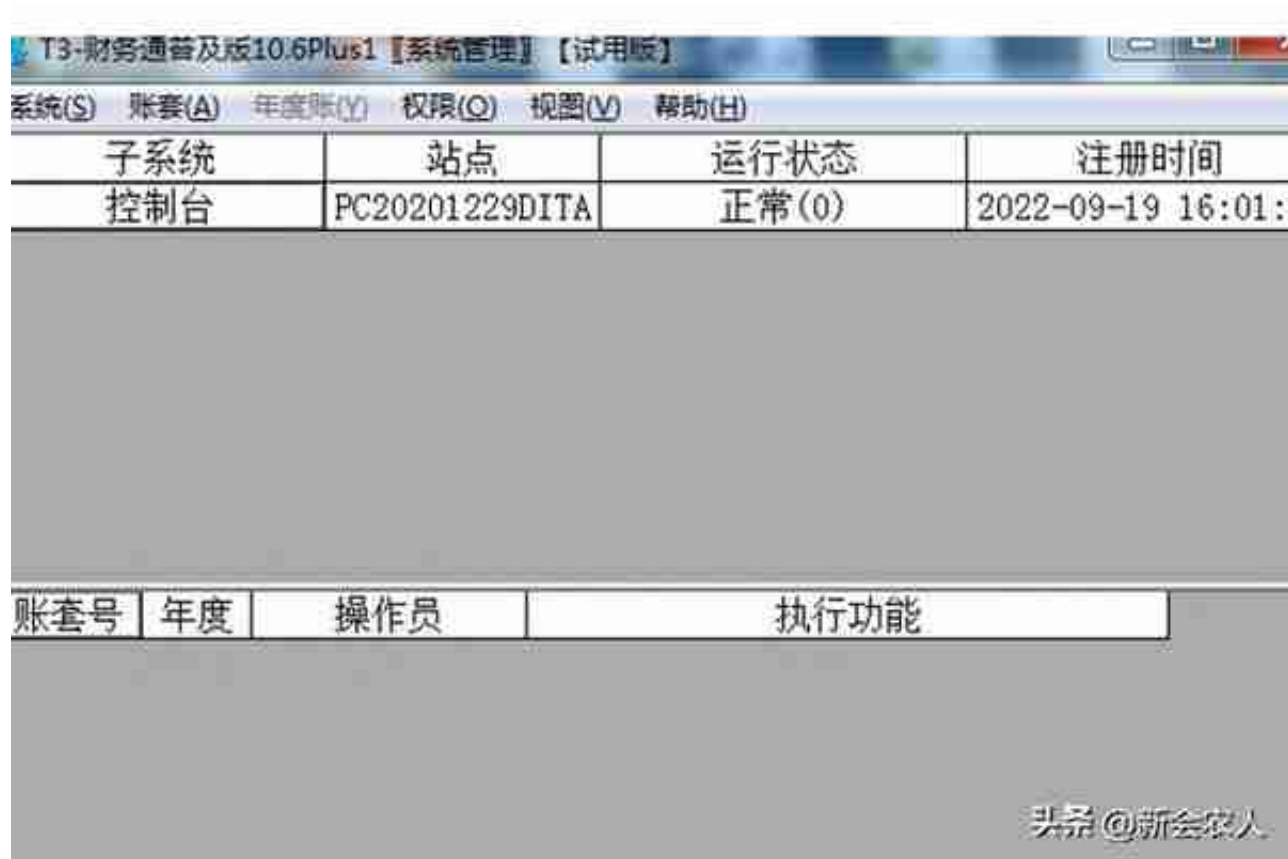 T3-财务通普及版10.6Plus1【系统管理】【试用版】
系统(S) 账套(A) 年度账(Y) 权限(O) 视图(V) 帮助(H)
子系统 站点 运行状态 注册时间
控制台 PC20201229DITA 正常(0) 2022-09-19 16:01:
账套号 年度 操作员 执行功能
头条 @新会农人